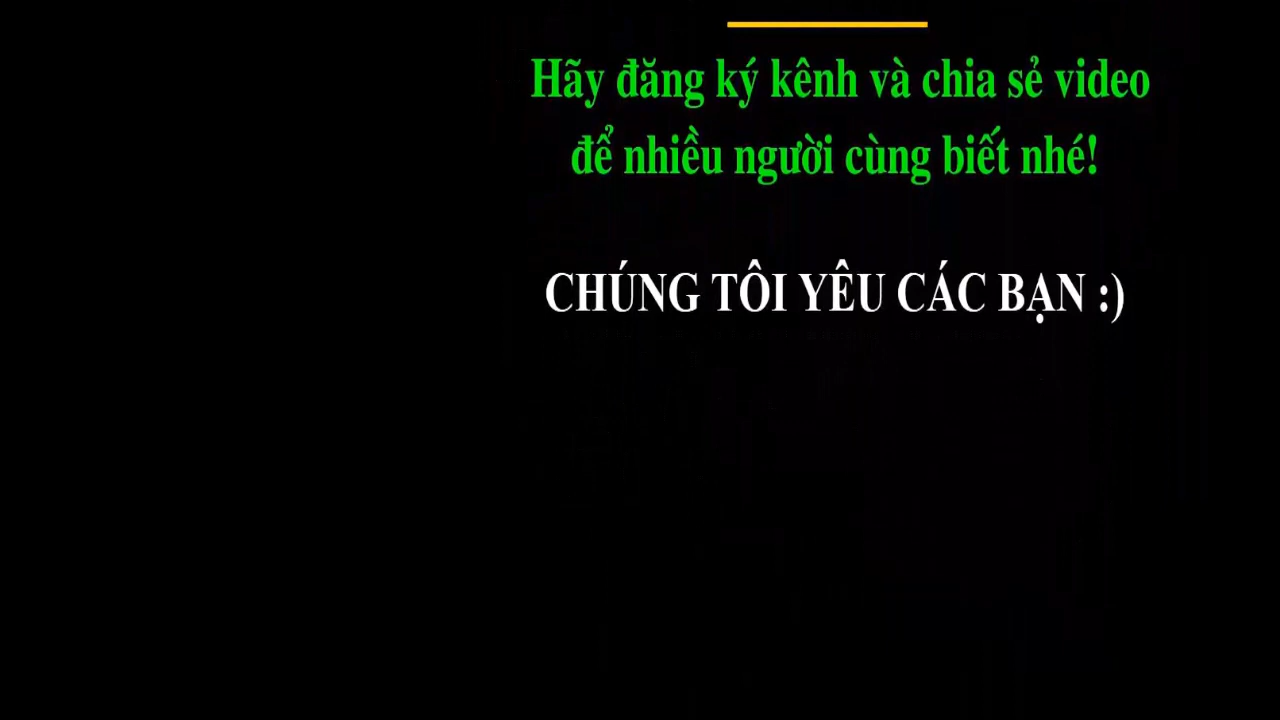 Hãy đăng ký kênh và chia sẻ video
để nhiều người cùng biết nhé!
CHÚNG TÔI YÊU CÁC BẠN :)